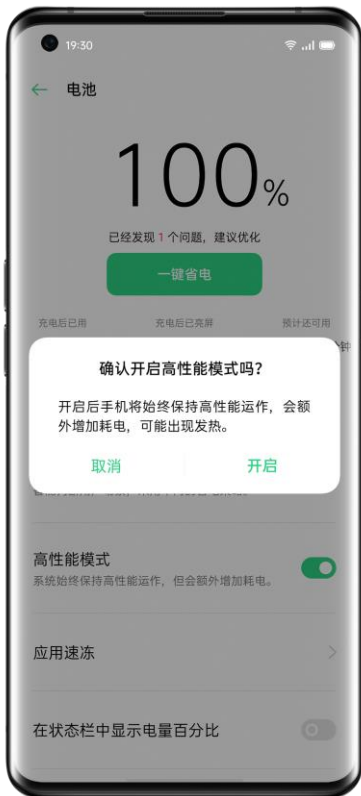 19:30
电池
100%
已经发现 1 个问题，建议优化
一键省电
充电后已用 充电后已亮屏 预计还可用
钟
确认开启高性能模式吗？
开启后手机将始终保持高性能运作，会额
外增加耗电，可能出现发热。
取消 开启
高性能模式
系统始终保持高性能运作，但会额外增加耗电。
应用速冻
在状态栏中显示电量百分比